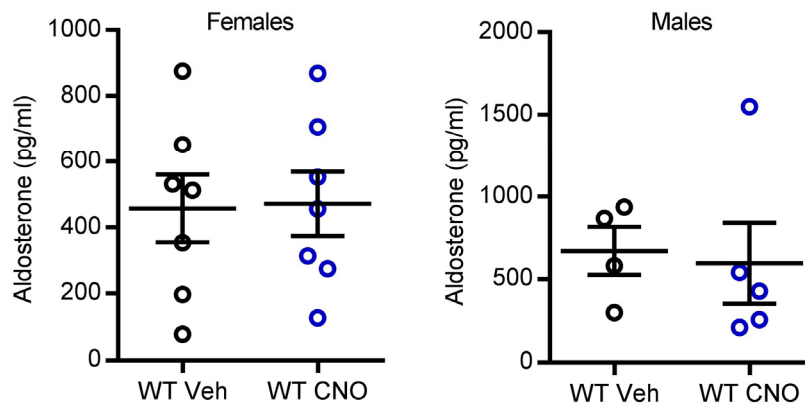 Females
Aldosterone (pg/ml)
1000
800
600
400
200
0
WT Veh WT CNO
Males
Aldosterone (pg/ml)
2000
1500
1000
500
0
WT Veh WT CNO